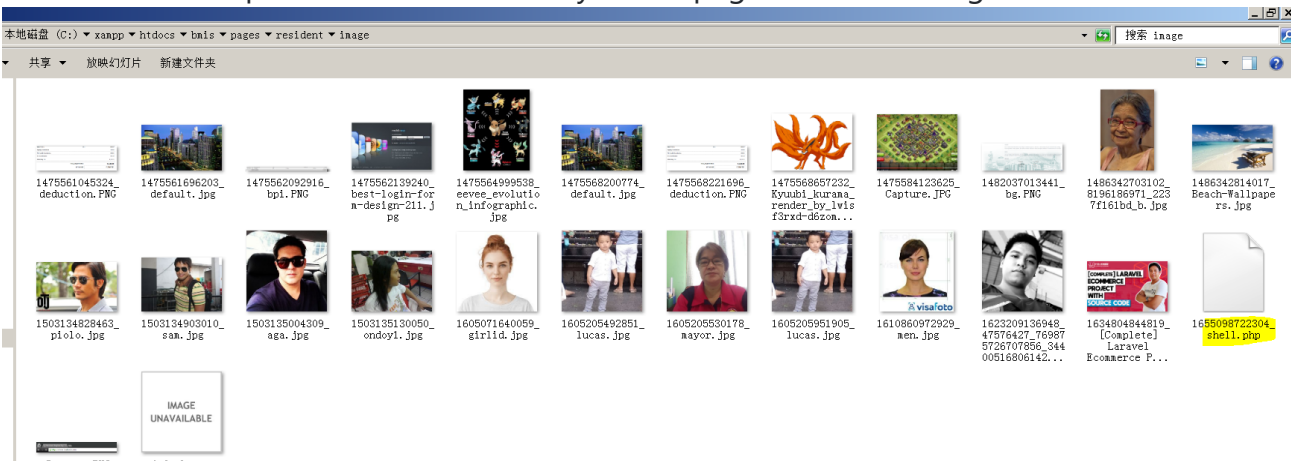 本地磁盘 (C:) ▼ xampp ▼ htdocs ▼ bmis ▼ pages ▼ resident ▼ image
搜索 image
共享 ▼ 放映幻灯片 新建文件夹
1475561045324_
deduction.PNG
1475561696203_
default.jpg
1475562092916_
bpi.PNG
1475562139240_
best-login-for
m-design-211.j
pg
1475564999538_
eevee_evolutio
n_infographic.
jpg
1475568200774_
default.jpg
1475568221696_
deduction.PNG
1475568657232_
Kyuubi_kurama_
render_by_lwis
f3rxd-d6zom...
1475584123625_
Capture.JPG
1482037013441_
bg.PNG
1486342703102_
8196186971_223
7f161bd_b.jpg
1486342814017_
Beach-Wallpape
rs.jpg
[COMPLETE] LARAVEL
ECOMMERCE
PROJECT
WITH
SOURCE CODE
visafoto
1503134828463_
piolo.jpg
1503134903010_
sam.jpg
1503135004309_
aga.jpg
1503135130050_
ondoy1.jpg
1605071640059_
girlid.jpg
1605205492851_
lucas.jpg
1605205530178_
mayor.jpg
1605205951905_
lucas.jpg
1610860972929_
men.jpg
1623209136948_
47576427_76987
5726707856_344
00516806142...
1634804844819_
[Complete]
Laravel
Ecommerce P...
1655098722304_
shell.php
IMAGE
UNAVAILABLE